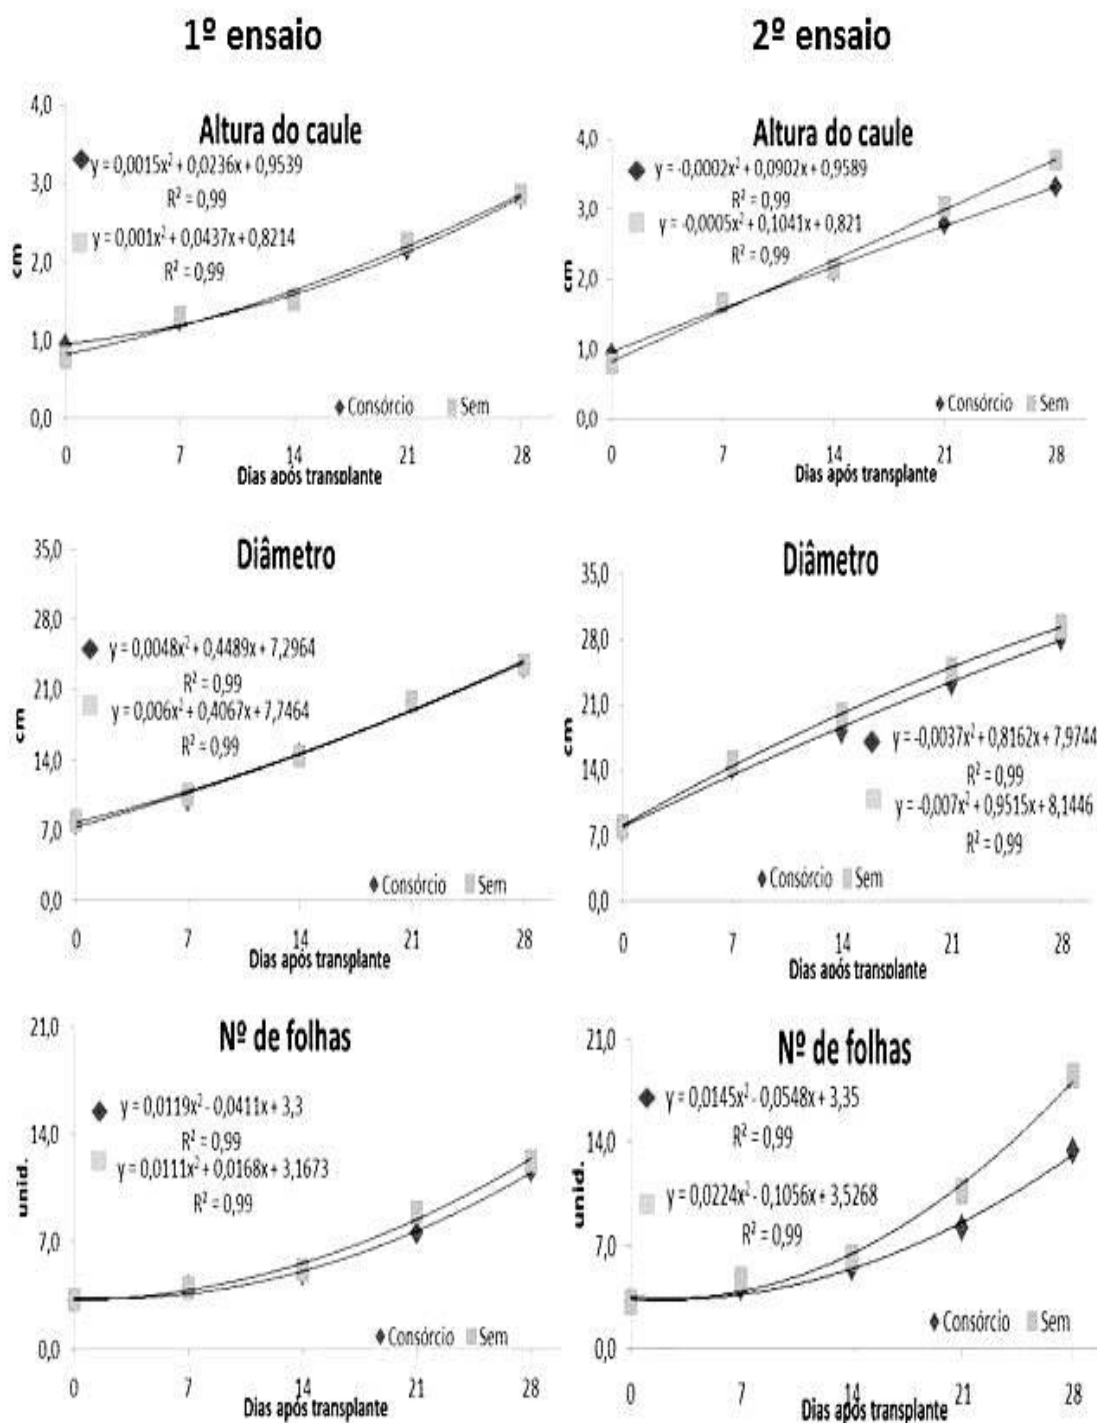 1º ensaio
2º ensaio
Altura do caule
4,0
3,0
2,0
1,0
0,0
cm
y = 0,0015x² + 0,0236x + 0,9539
R² = 0,99
y = 0,001x² + 0,0437x + 0,8214
R² = 0,99
Consórcio Sem
0 7 14 21 28
Dias após transplante
Altura do caule
4,0
3,0
2,0
1,0
0,0
cm
y = -0,0002x² + 0,0902x + 0,9589
R² = 0,99
y = -0,0005x² + 0,1041x + 0,821
R² = 0,99
Consórcio Sem
0 7 14 21 28
Dias após transplante
Diâmetro
35,0
28,0
21,0
14,0
7,0
0,0
cm
y = 0,0048x² + 0,4489x + 7,2964
R² = 0,99
y = 0,006x² + 0,4067x + 7,7464
R² = 0,99
Consórcio Sem
0 7 14 21 28
Dias após transplante
Diâmetro
35,0
28,0
21,0
14,0
7,0
0,0
cm
y = -0,0037x² + 0,8162x + 7,9744
R² = 0,99
y = -0,007x² + 0,9515x + 8,1446
R² = 0,99
Consórcio Sem
0 7 14 21 28
Dias após transplante
Nº de folhas
21,0
14,0
7,0
0,0
unid.
y = 0,0119x² - 0,0411x + 3,3
R² = 0,99
y = 0,0111x² + 0,0168x + 3,1673
R² = 0,99
Consórcio Sem
0 7 14 21 28
Dias após transplante
Nº de folhas
21,0
14,0
7,0
0,0
unid.
y = 0,0145x² - 0,0548x + 3,35
R² = 0,99
y = 0,0224x² - 0,1056x + 3,5268
R² = 0,99
Consórcio Sem
0 7 14 21 28
Dias após transplante